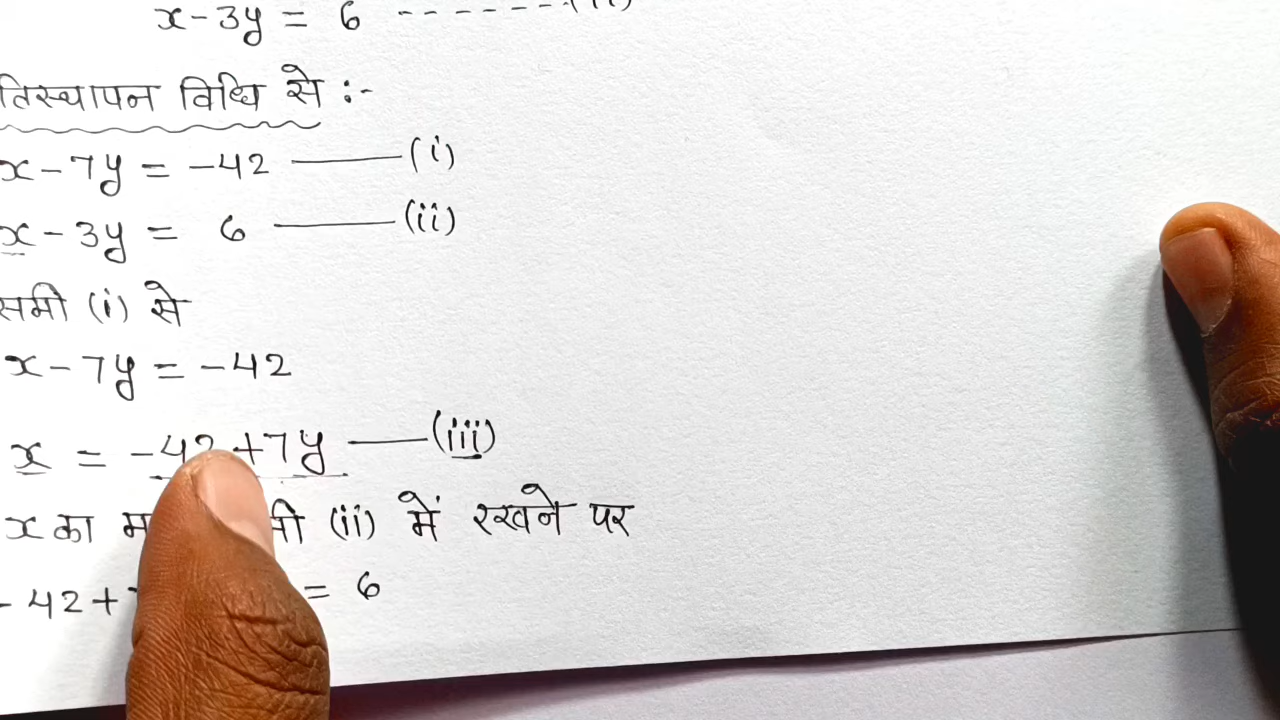 x - 3y = 6 -------(ii)
तिस्थापन विधि से :-
x - 7y = -42 ——— (i)
x - 3y = 6 ——— (ii)
समी (i) से
x - 7y = -42
x = -42+7y —— (iii)
x का (ii) में रखने पर
- 42+ = 6